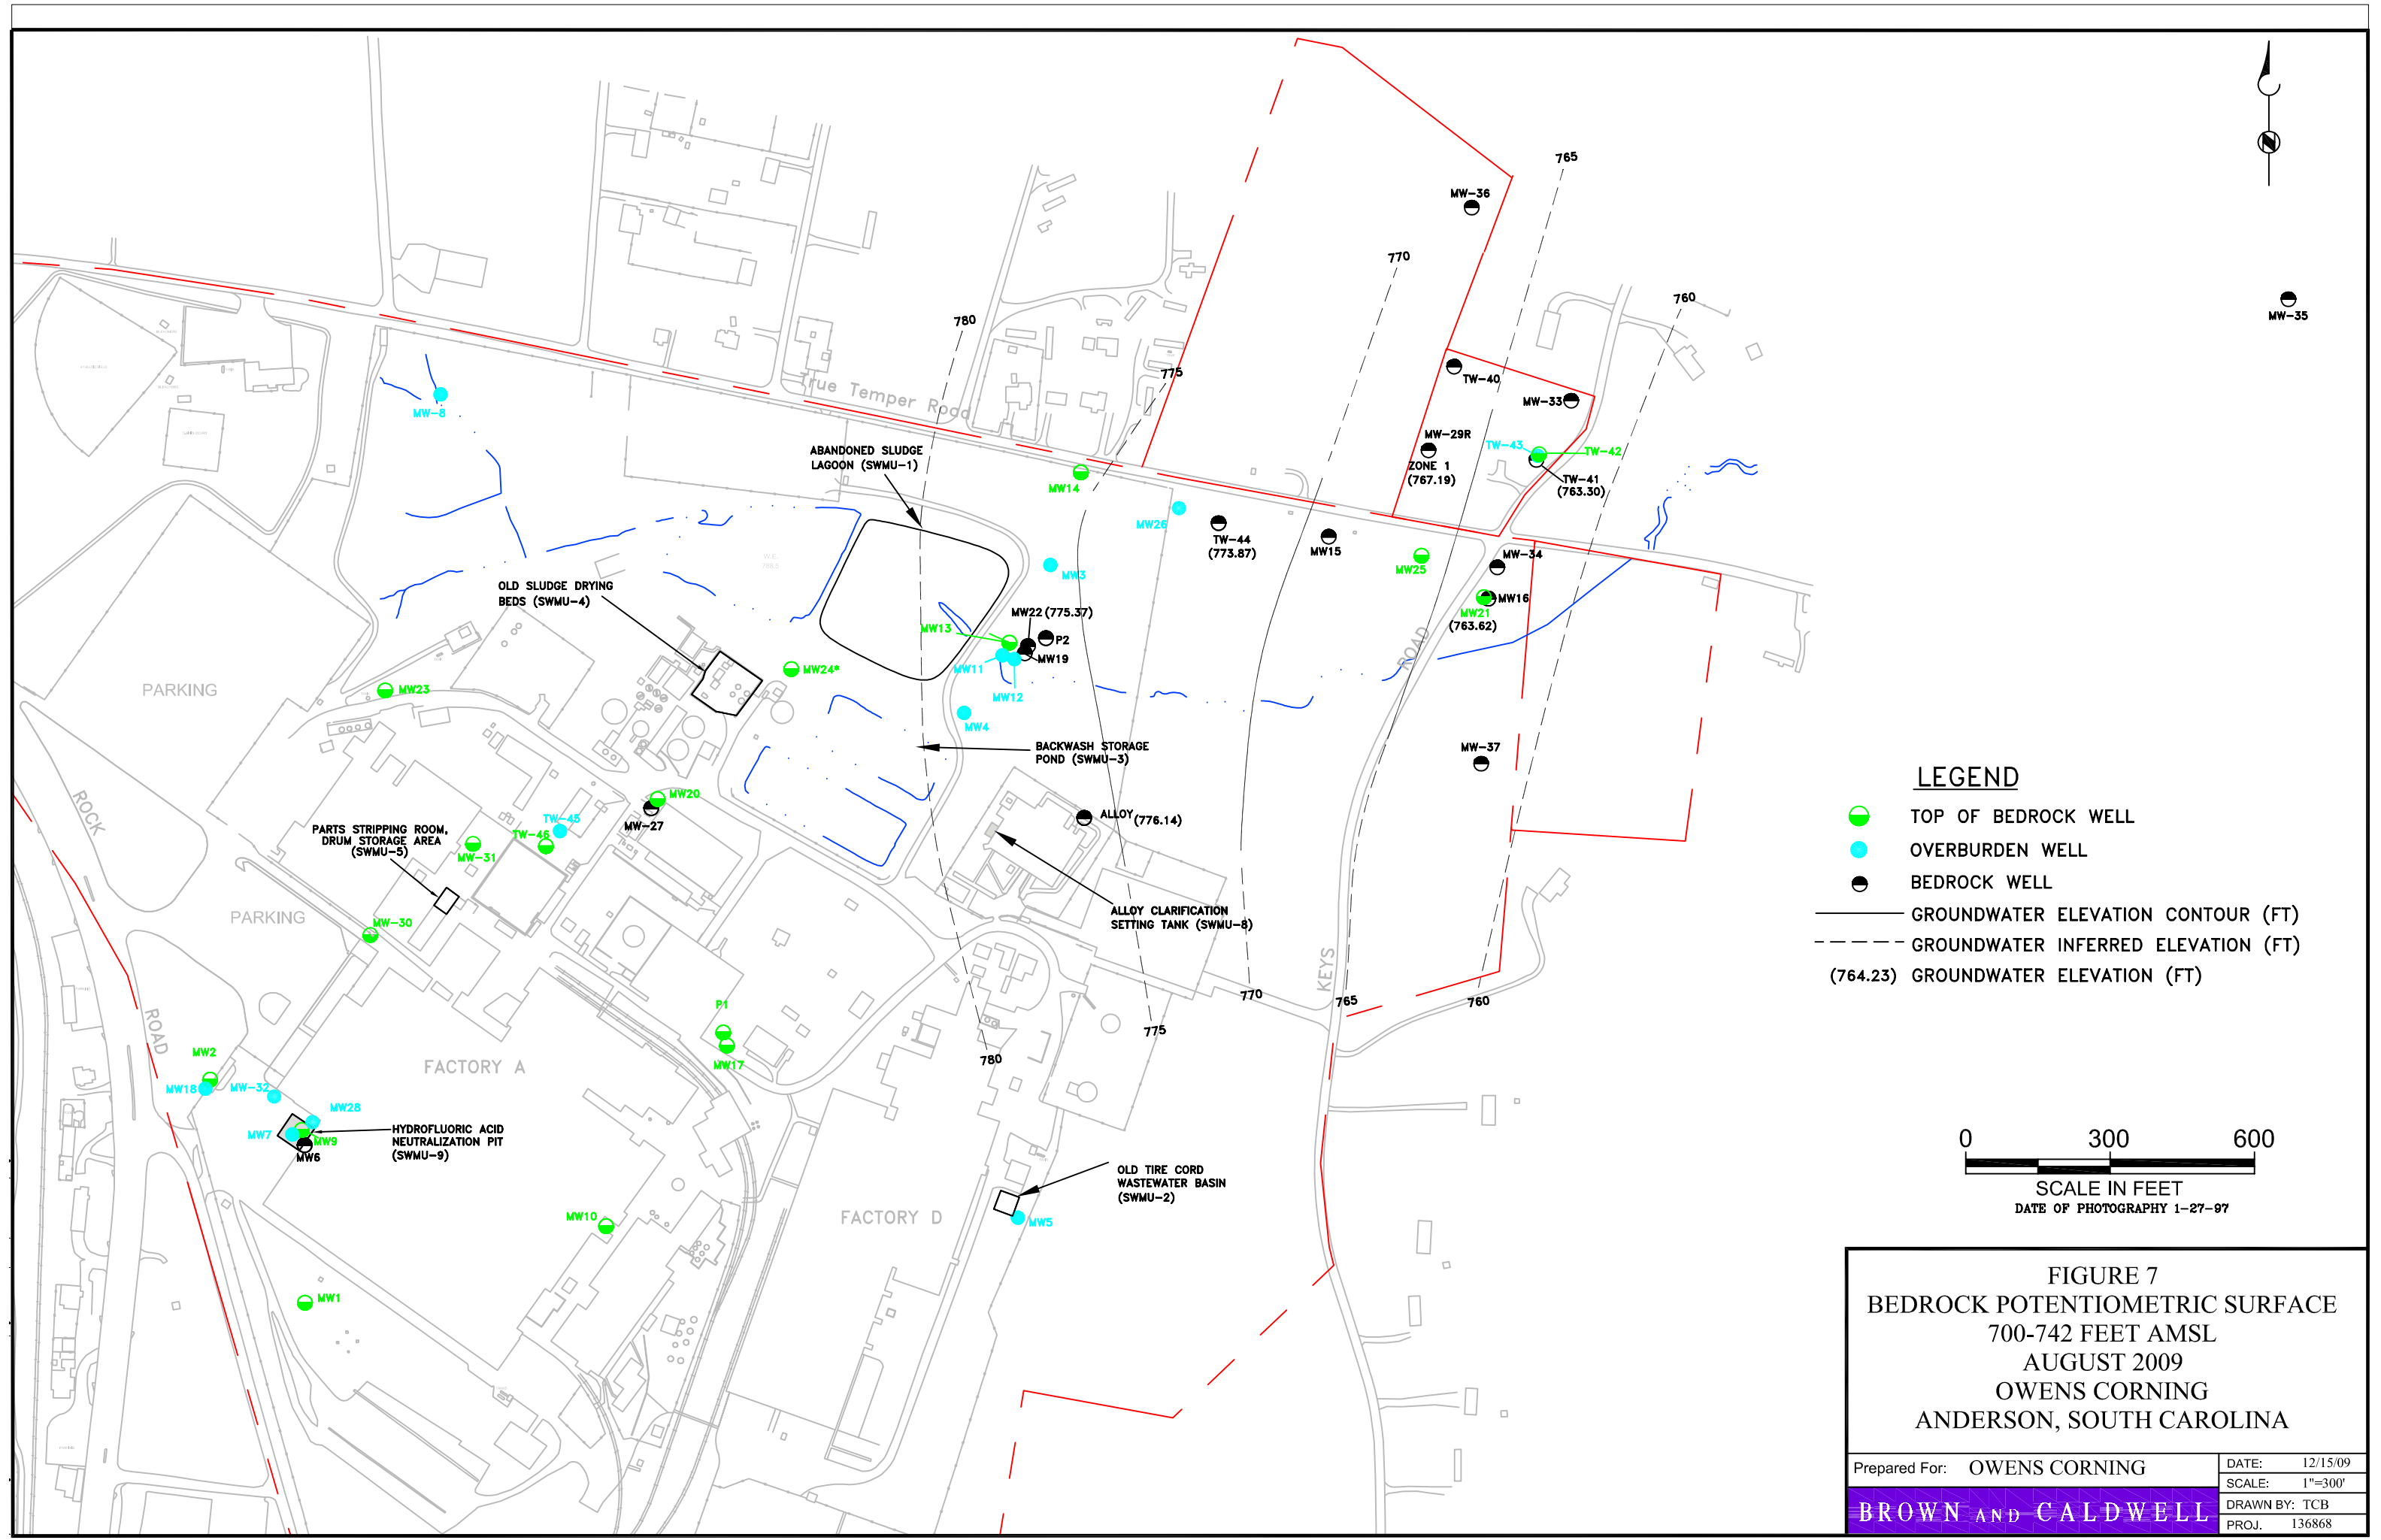 765
MW-36
770
760
MW-35
780
775
True Temper Road
TW-40
MW-33
MW-8
ABANDONED SLUDGE
LAGOON (SWMU-1)
MW-29R
ZONE 1
(767.19)
TW-43
TW-42
TW-41
(763.30)
MW14
MW26
TW-44
(773.87)
MW15
MW25
MW-34
OLD SLUDGE DRYING
BEDS (SWMU-4)
MW3
MW22 (775.37)
MW16
MW21
(763.62)
MW13
P2
MW19
MW11
MW12
MW24*
PARKING
MW23
MW4
ROAD
BACKWASH STORAGE
POND (SWMU-3)
MW-37
LEGEND
TOP OF BEDROCK WELL
OVERBURDEN WELL
BEDROCK WELL
GROUNDWATER ELEVATION CONTOUR (FT)
GROUNDWATER INFERRED ELEVATION (FT)
(764.23) GROUNDWATER ELEVATION (FT)
ROCK
MW20
MW-27
TW-45
TW-46
ALLOY (776.14)
PARTS STRIPPING ROOM,
DRUM STORAGE AREA
(SWMU-5)
MW-31
PARKING
MW-30
ALLOY CLARIFICATION
SETTING TANK (SWMU-8)
KEYS
770
765
760
775
780
ROAD
P1
MW17
MW2
MW18
MW-32
FACTORY A
MW28
MW7
MW9
MW6
HYDROFLUORIC ACID
NEUTRALIZATION PIT
(SWMU-9)
OLD TIRE CORD
WASTEWATER BASIN
(SWMU-2)
MW10
FACTORY D
MW5
MW1
0 300 600
SCALE IN FEET
DATE OF PHOTOGRAPHY 1-27-97
FIGURE 7
BEDROCK POTENTIOMETRIC SURFACE
700-742 FEET AMSL
AUGUST 2009
OWENS CORNING
ANDERSON, SOUTH CAROLINA
Prepared For: OWENS CORNING
DATE: 12/15/09
SCALE: 1"=300'
BROWN AND CALDWELL
DRAWN BY: TCB
PROJ. 136868
N